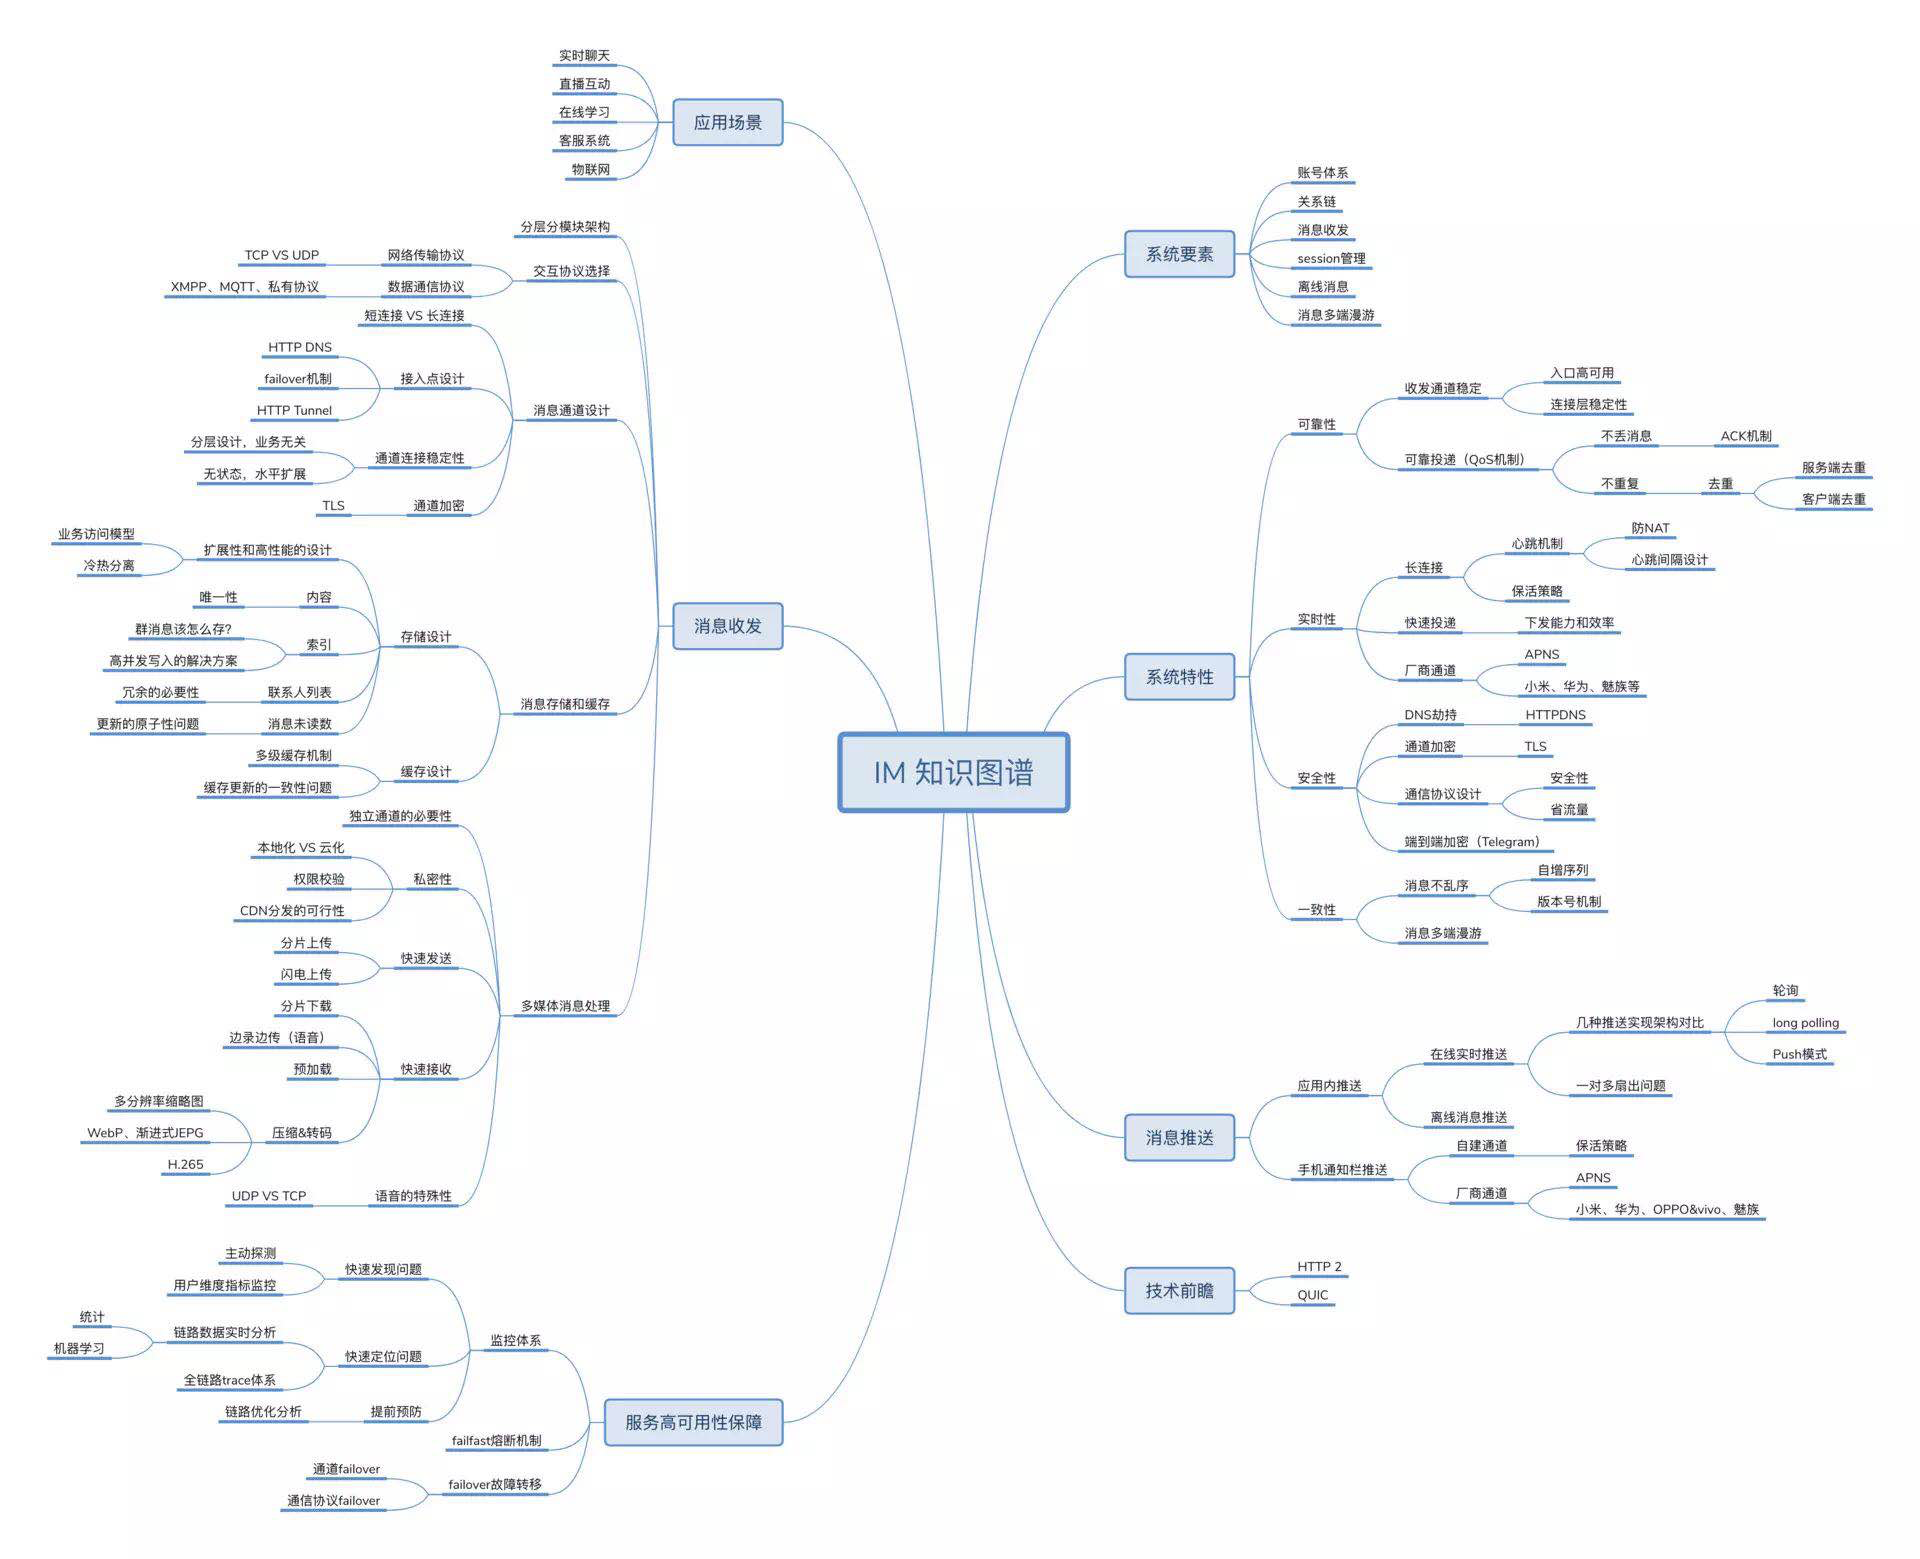 IM 知识图谱
应用场景
实时聊天
直播互动
在线学习
客服系统
物联网
消息收发
分层分模块架构
交互协议选择
网络传输协议
TCP VS UDP
数据通信协议
XMPP、MQTT、私有协议
消息通道设计
短连接 VS 长连接
接入点设计
HTTP DNS
failover机制
HTTP Tunnel
通道连接稳定性
分层设计，业务无关
无状态，水平扩展
通道加密
TLS
消息存储和缓存
存储设计
扩展性和高性能的设计
业务访问模型
冷热分离
内容
唯一性
索引
群消息该怎么存?
高并发写入的解决方案
联系人列表
冗余的必要性
消息未读数
更新的原子性问题
缓存设计
多级缓存机制
缓存更新的一致性问题
多媒体消息处理
独立通道的必要性
私密性
本地化 VS 云化
权限校验
CDN分发的可行性
快速发送
分片上传
闪电上传
快速接收
分片下载
边录边传（语音）
预加载
压缩&转码
多分辨率缩略图
WebP、渐进式JEPG
H.265
语音的特殊性
UDP VS TCP
服务高可用性保障
监控体系
快速发现问题
主动探测
用户维度指标监控
快速定位问题
链路数据实时分析
统计
机器学习
全链路trace体系
提前预防
链路优化分析
failfast熔断机制
failover故障转移
通道failover
通信协议failover
系统要素
账号体系
关系链
消息收发
session管理
离线消息
消息多端漫游
系统特性
可靠性
收发通道稳定
入口高可用
连接层稳定性
可靠投递（QoS机制）
不丢消息
ACK机制
不重复
去重
服务端去重
客户端去重
实时性
长连接
心跳机制
防NAT
心跳间隔设计
保活策略
快速投递
下发能力和效率
厂商通道
APNS
小米、华为、魅族等
安全性
DNS劫持
HTTPDNS
通道加密
TLS
通信协议设计
安全性
省流量
端到端加密（Telegram）
一致性
消息不乱序
自增序列
版本号机制
消息多端漫游
消息推送
应用内推送
在线实时推送
几种推送实现架构对比
轮询
long polling
Push模式
一对多扇出问题
离线消息推送
手机通知栏推送
自建通道
保活策略
厂商通道
APNS
小米、华为、OPPO&vivo、魅族
技术前瞻
HTTP 2
QUIC